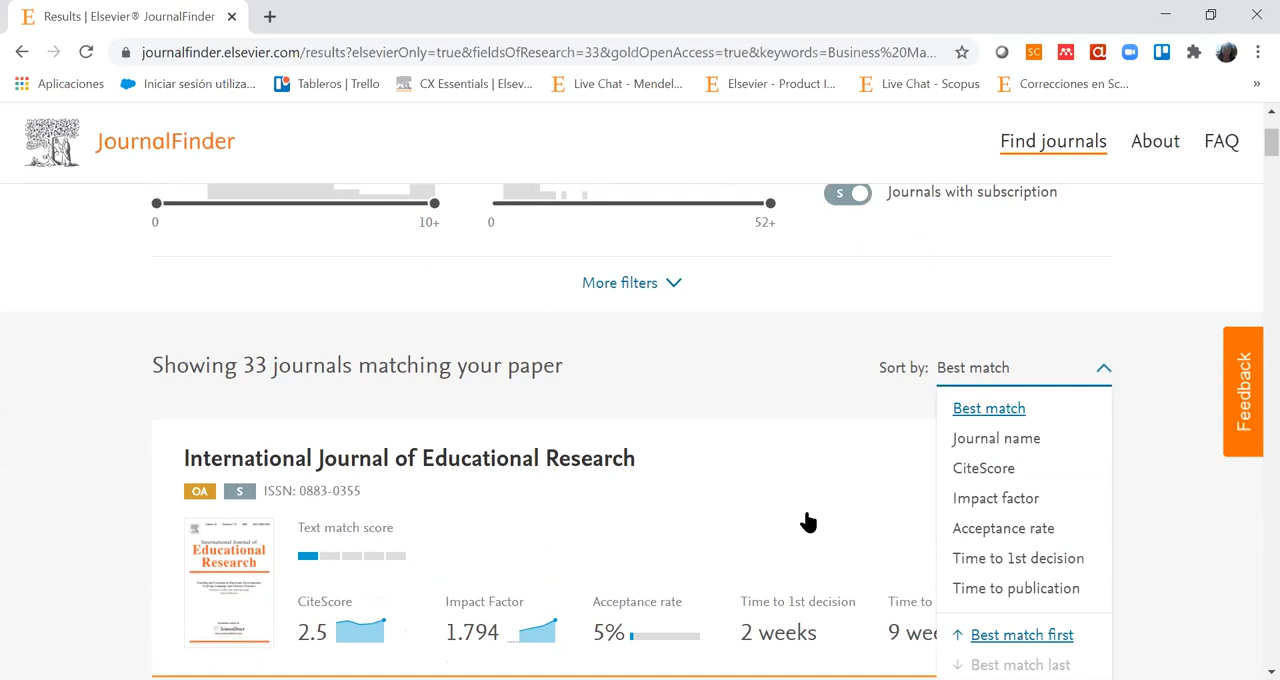 Results | Elsevier® JournalFinder
journalfinder.elsevier.com/results?elsevierOnly=true&fieldsOfResearch=33&goldOpenAccess=true&keywords=Business%20Ma...
Aplicaciones
Iniciar sesión utiliza...
Tableros | Trello
CX Essentials | Elsev...
Live Chat - Mendel...
Elsevier - Product I...
Live Chat - Scopus
Correcciones en Sc...
»
JournalFinder
Find journals
About
FAQ
S
Journals with subscription
0
10+
0
52+
More filters
Showing 33 journals matching your paper
Sort by: Best match
Best match
Journal name
CiteScore
Impact factor
Acceptance rate
Time to 1st decision
Time to publication
↑ Best match first
↓ Best match last
Feedback
International Journal of Educational Research
OA S ISSN: 0883-0355
International Journal of
Educational
Research
Text match score
CiteScore
2.5
Impact Factor
1.794
Acceptance rate
5%
Time to 1st decision
2 weeks
Time to
9 wee